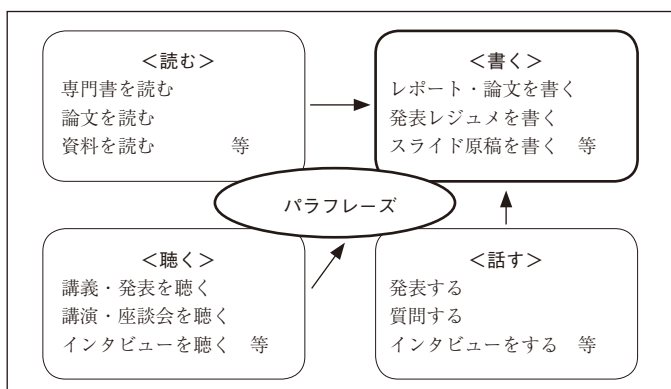 <読む>
専門書を読む
論文を読む
資料を読む 等
<書く>
レポート・論文を書く
発表レジュメを書く
スライド原稿を書く 等
パラフレーズ
<聴く>
講義・発表を聴く
講演・座談会を聴く
インタビューを聴く 等
<話す>
発表する
質問する
インタビューをする 等